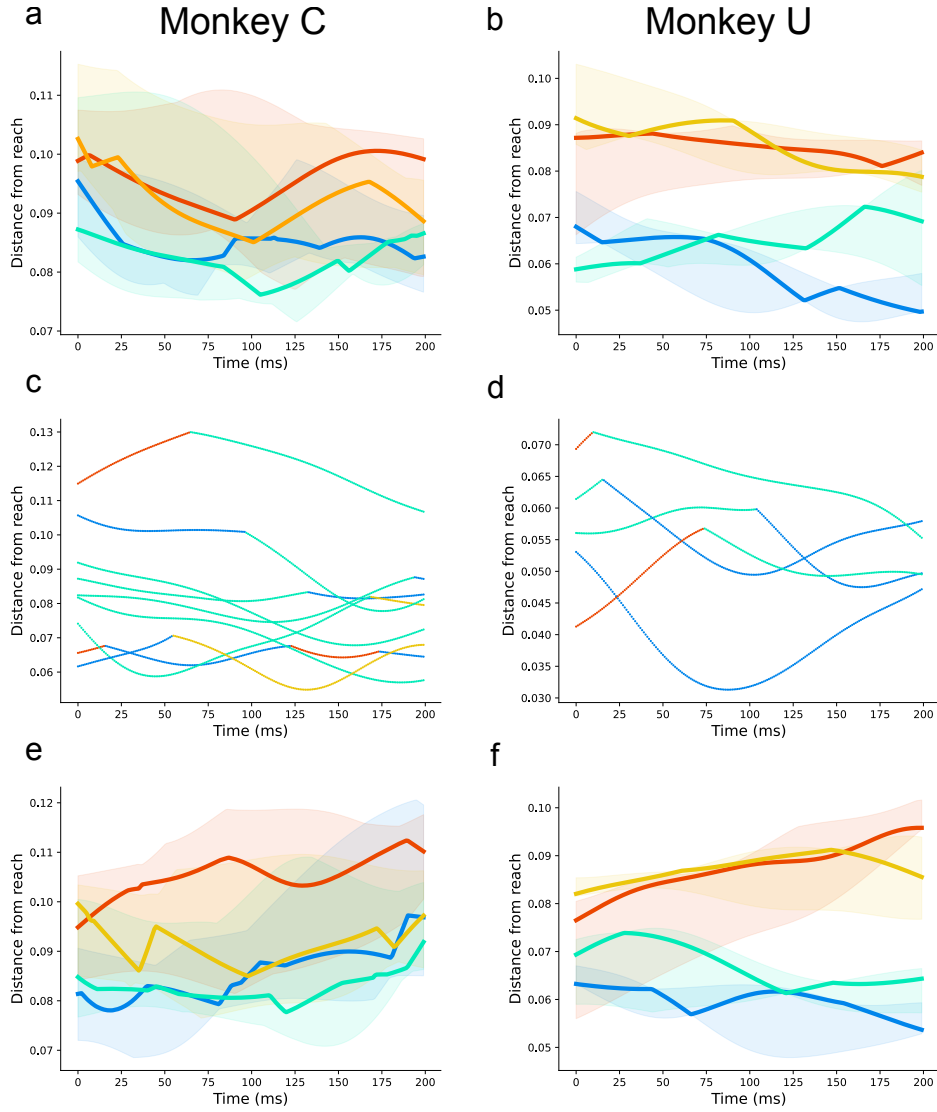 a Monkey C
b Monkey U
Distance from reach
0.11
0.10
0.09
0.08
0.07
0 25 50 75 100 125 150 175 200
Time (ms)
Distance from reach
0.10
0.09
0.08
0.07
0.06
0.05
0 25 50 75 100 125 150 175 200
Time (ms)
c
Distance from reach
0.13
0.12
0.11
0.10
0.09
0.08
0.07
0.06
0 25 50 75 100 125 150 175 200
Time (ms)
d
Distance from reach
0.070
0.065
0.060
0.055
0.050
0.045
0.040
0.035
0.030
0 25 50 75 100 125 150 175 200
Time (ms)
e
Distance from reach
0.12
0.11
0.10
0.09
0.08
0.07
0 25 50 75 100 125 150 175 200
Time (ms)
f
Distance from reach
0.10
0.09
0.08
0.07
0.06
0.05
0 25 50 75 100 125 150 175 200
Time (ms)